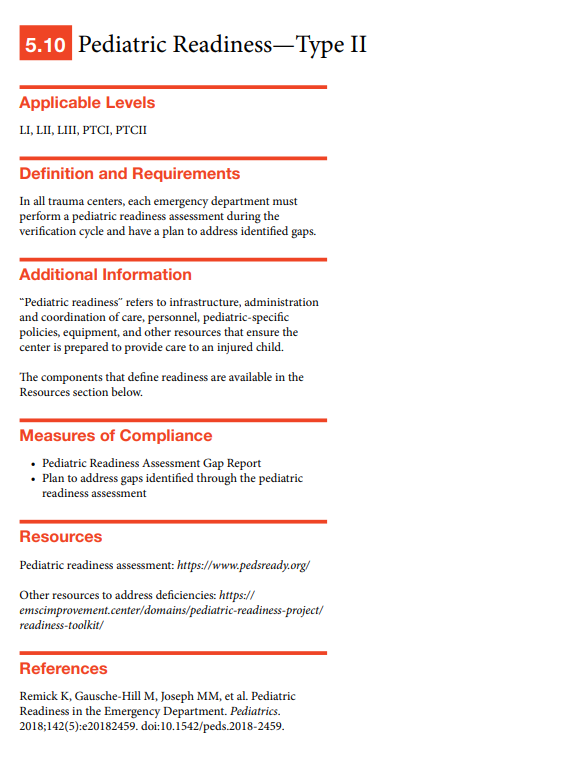 5.10 Pediatric Readiness—Type II
Applicable Levels
LI, LII, LIII, PTCI, PTCII
Definition and Requirements
In all trauma centers, each emergency department must
perform a pediatric readiness assessment during the
verification cycle and have a plan to address identified gaps.
Additional Information
“Pediatric readiness” refers to infrastructure, administration
and coordination of care, personnel, pediatric-specific
policies, equipment, and other resources that ensure the
center is prepared to provide care to an injured child.
The components that define readiness are available in the
Resources section below.
Measures of Compliance
• Pediatric Readiness Assessment Gap Report
• Plan to address gaps identified through the pediatric
readiness assessment
Resources
Pediatric readiness assessment: https://www.pedsready.org/
Other resources to address deficiencies: https://
emscimprovement.center/domains/pediatric-readiness-project/
readiness-toolkit/
References
Remick K, Gausche-Hill M, Joseph MM, et al. Pediatric
Readiness in the Emergency Department. Pediatrics.
2018;142(5):e20182459. doi:10.1542/peds.2018-2459.